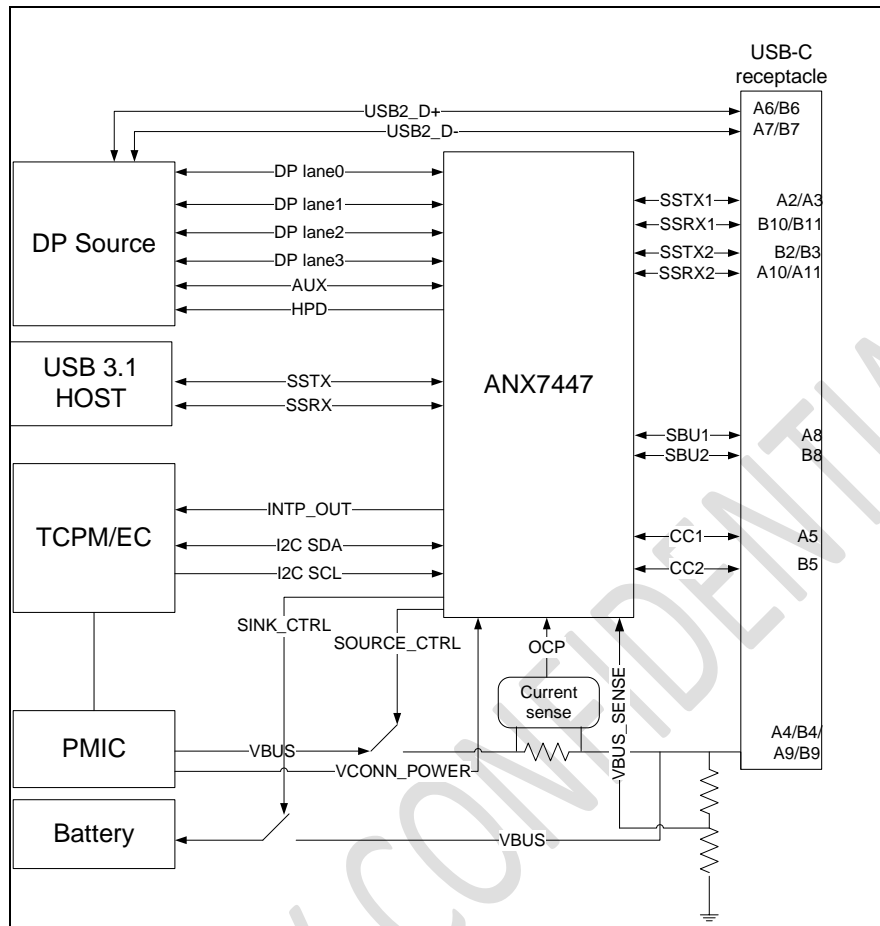 USB-C
receptacle
USB2_D+
A6/B6
USB2_D-
A7/B7
DP Source
DP lane0
DP lane1
DP lane2
DP lane3
AUX
HPD
ANX7447
SSTX1
A2/A3
SSRX1
B10/B11
SSTX2
B2/B3
SSRX2
A10/A11
USB 3.1
HOST
SSTX
SSRX
SBU1
A8
SBU2
B8
TCPM/EC
INTP_OUT
I2C SDA
I2C SCL
CC1
A5
CC2
B5
SINK_CTRL
SOURCE_CTRL
OCP
Current
sense
VBUS_SENSE
PMIC
VBUS
VCONN_POWER
A4/B4/
A9/B9
Battery
VBUS
CONFIDENTIA